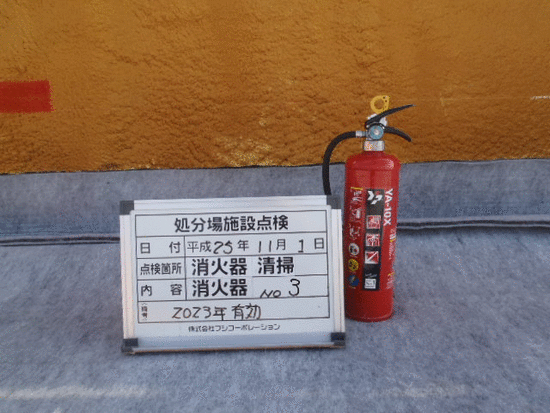 処分場施設点検
日 付 平成25年 11月 1日
点検箇所 消火器 清掃
内 容 消火器 No 3
備考 2023年有効
株式会社フジコーポレーション
YA-10X